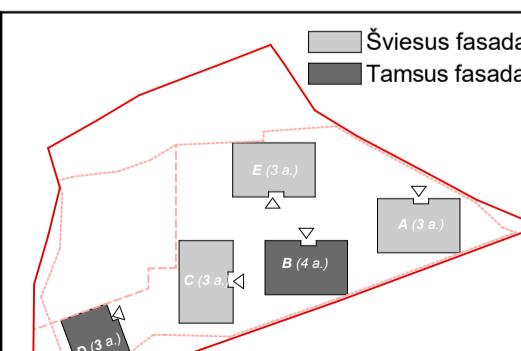 Šviesus fasada
Tamsus fasada
E (3 a.)
A (3 a.)
B (4 a.)
C (3 a.
D (3 a.)